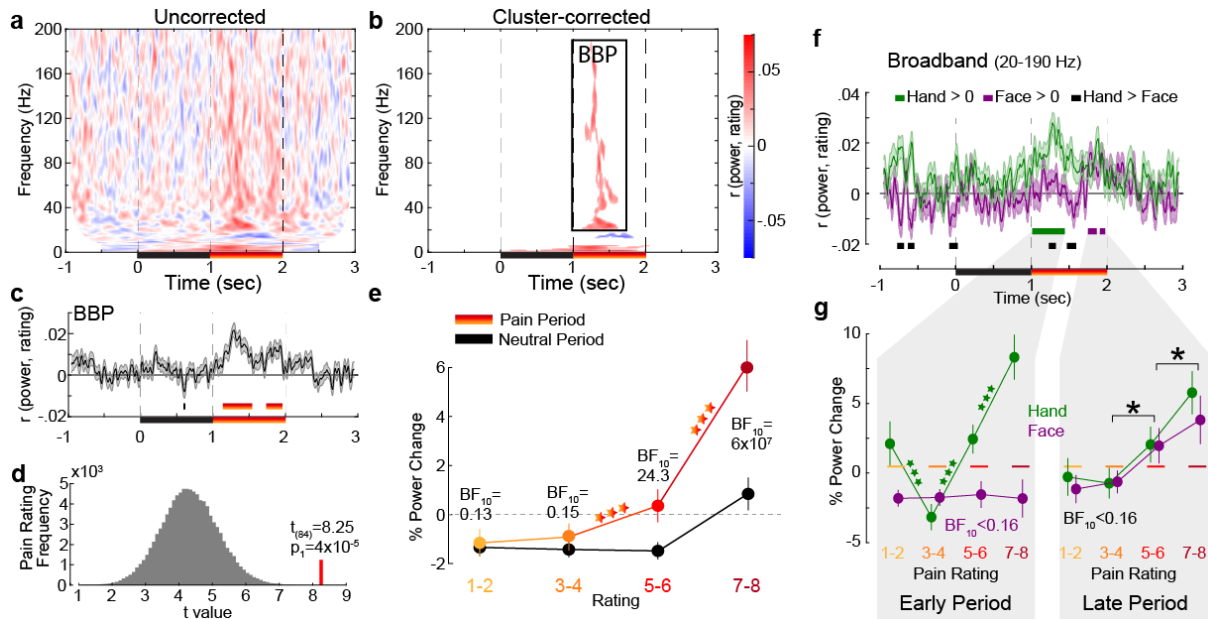 a
Uncorrected
200
160
120
80
40
0
Frequency (Hz)
-1 0 1 2 3
Time (sec)
b
Cluster-corrected
BBP
200
160
120
80
40
0
Frequency (Hz)
-1 0 1 2 3
Time (sec)
.05
0
-.05
r (power, rating)
c
BBP
.02
0
-.02
r (power, rating)
-1 0 1 2 3
d
×10³
5
4
3
2
1
0
Pain Rating
Frequency
t(84)=8.25
p1=4x10-5
1 2 3 4 5 6 7 8 9
t value
e
Pain Period
Neutral Period
6
4
2
0
-2
% Power Change
BF10=
0.13
BF10=
0.15
BF10=
24.3
BF10=
6x10⁷
1-2 3-4 5-6 7-8
Rating
f
Broadband (20-190 Hz)
Hand > 0 Face > 0 Hand > Face
.04
.02
0
-.02
r (power, rating)
-1 0 1 2 3
Time (sec)
g
10
5
0
-5
% Power Change
Hand
Face
* *
BF10<0.16
BF10<0.16
1-2 3-4 5-6 7-8
Pain Rating
Early Period
1-2 3-4 5-6 7-8
Pain Rating
Late Period